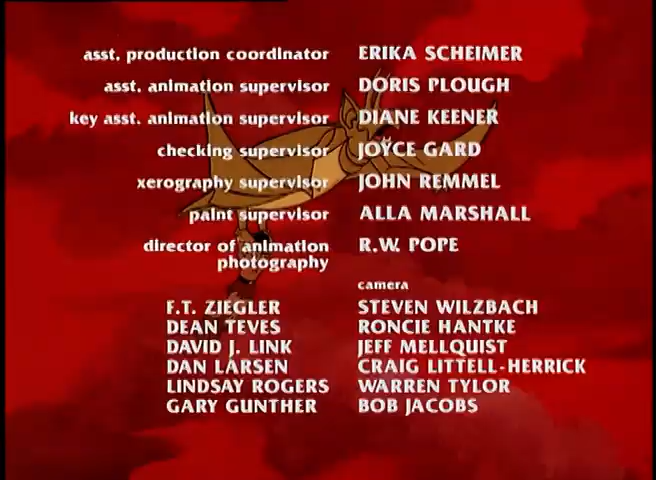 asst. production coordinator ERIKA SCHEIMER
asst. animation supervisor DORIS PLOUGH
key asst. animation supervisor DIANE KEENER
checking supervisor JOYCE GARD
xerography supervisor JOHN REMMEL
paint supervisor ALLA MARSHALL
director of animation R.W. POPE
photography
camera
F.T. ZIEGLER STEVEN WILZBACH
DEAN TEVES RONCIE HANTKE
DAVID J. LINK JEFF MELLQUIST
DAN LARSEN CRAIG LITTELL-HERRICK
LINDSAY ROGERS WARREN TYLOR
GARY GUNTHER BOB JACOBS